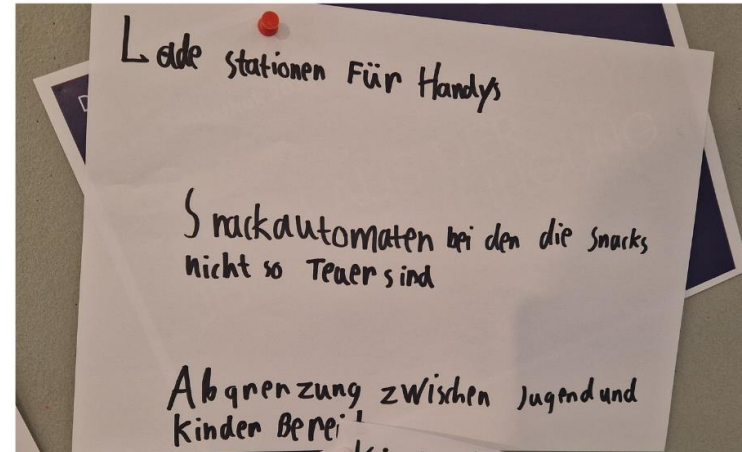 Lade stationen Für Handys
Snackautomaten bei den die Snacks
nicht so Teuer sind
Abgrenzung zwischen Jugend und
Kinder